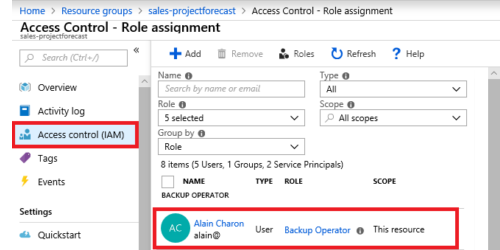 Home > Resource groups > sales-projectforecast > Access Control - Role assignment
Access Control - Role assignment
sales-projectforecast
Search (Ctrl+/)
«
Overview
Activity log
Access control (IAM)
Tags
Events
Settings
Quickstart
+ Add Remove Roles Refresh ? Help
Name Type
Search by name or email All
Role Scope
5 selected All scopes
Group by
Role
8 items (5 Users, 1 Groups, 2 Service Principals)
NAME TYPE ROLE SCOPE
BACKUP OPERATOR
AC Alain Charon User Backup Operator This resource
alain@